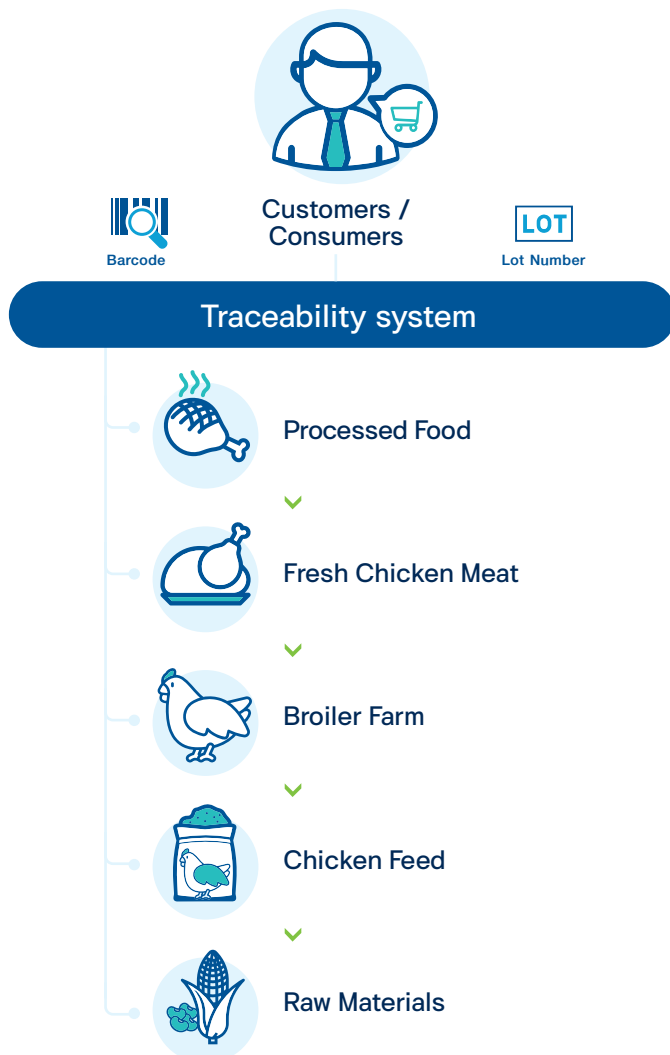 Customers /
Consumers
Barcode
LOT
Lot Number
Traceability system
Processed Food
Fresh Chicken Meat
Broiler Farm
Chicken Feed
Raw Materials